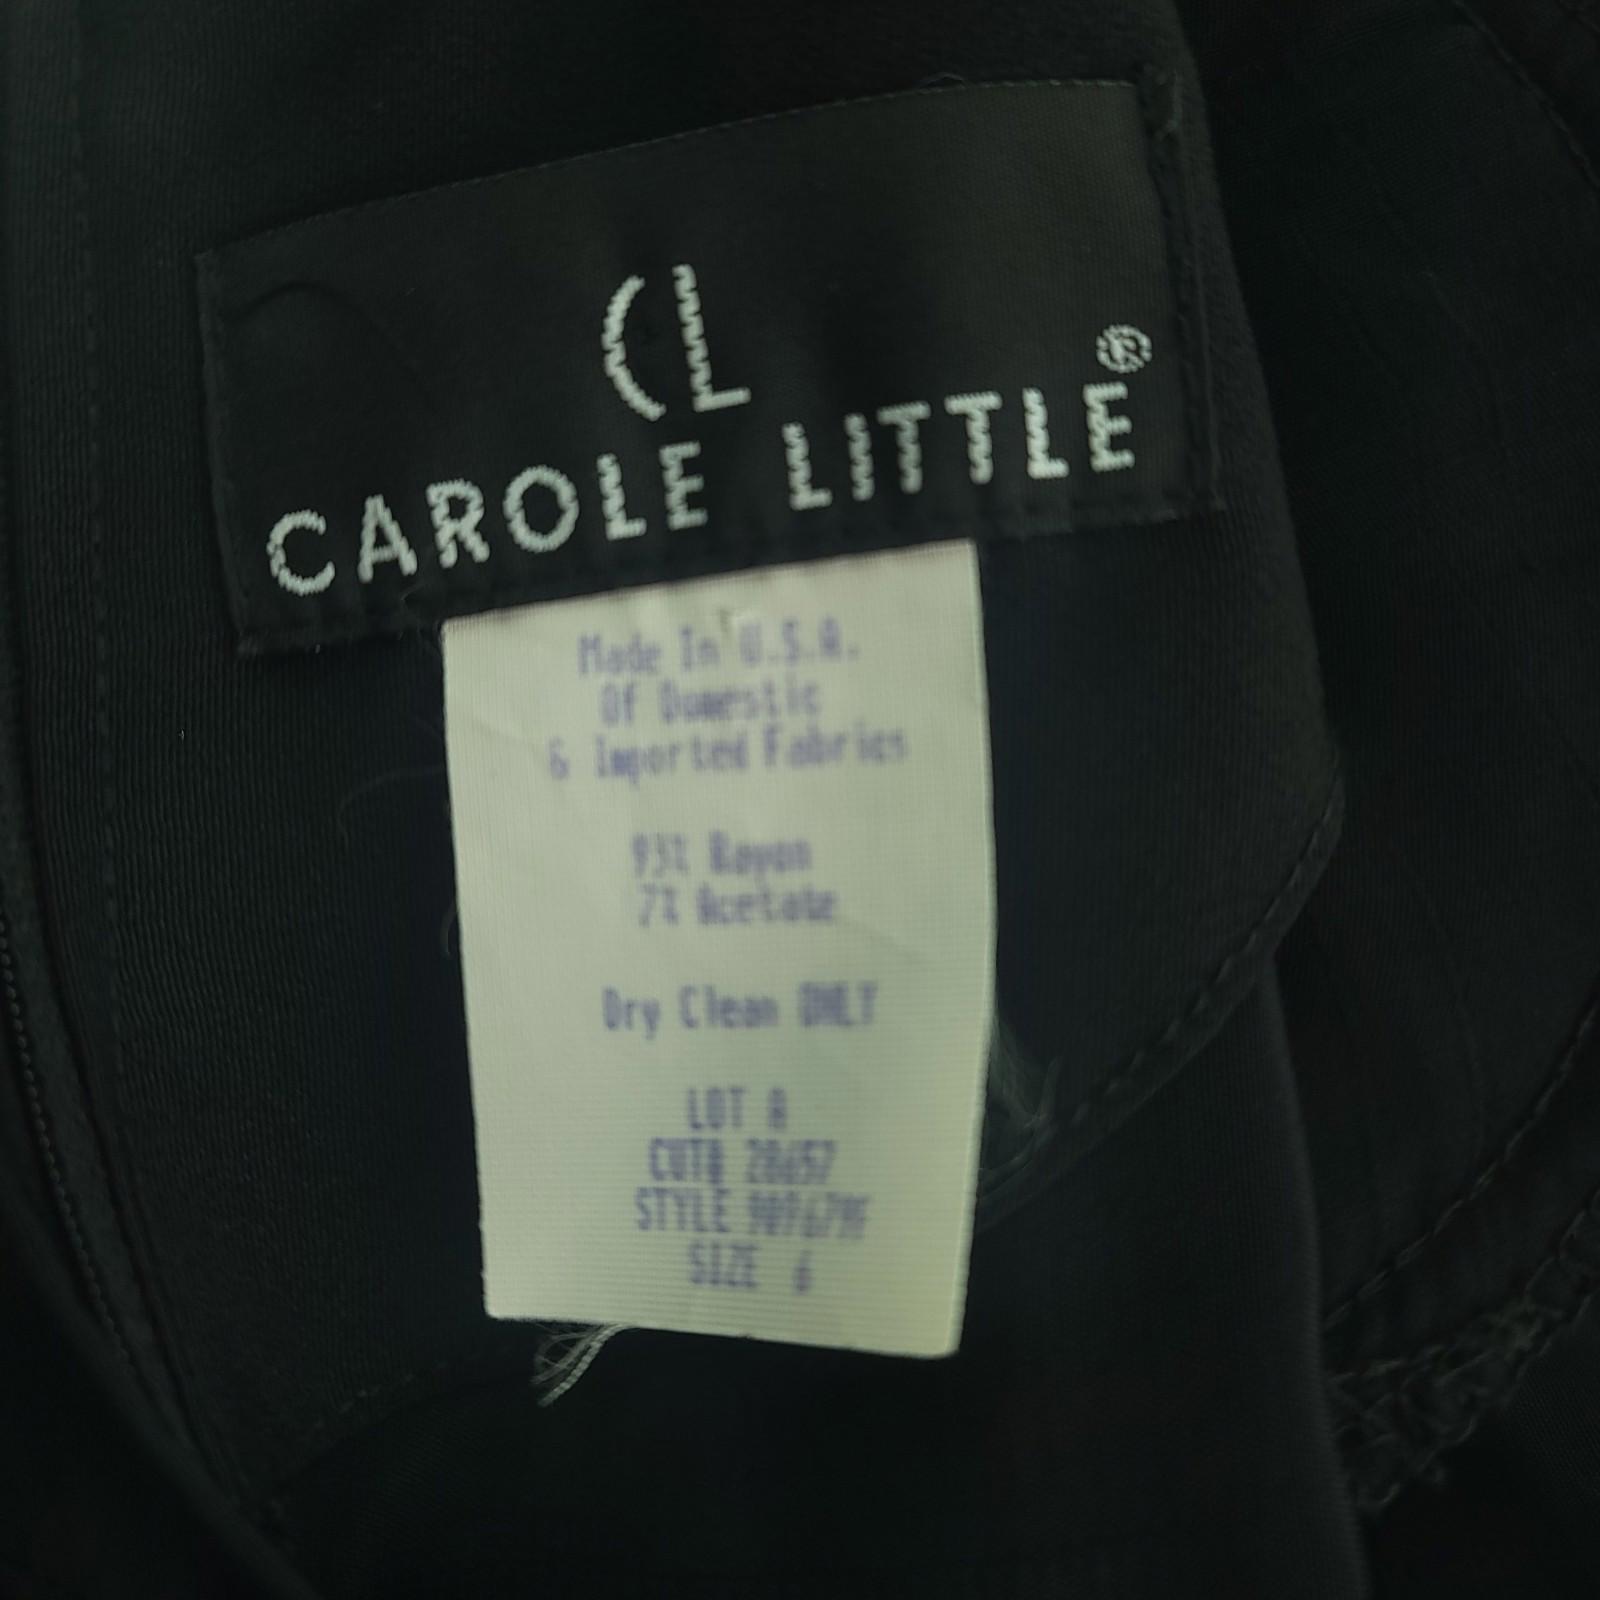 CL
CAROLE LITTLE®
Made In U.S.A.
Of Domestic
& Imported Fabrics
93% Rayon
7% Acetate
Dry Clean ONLY
LOT A
CUT# 20657
STYLE
SIZE 6